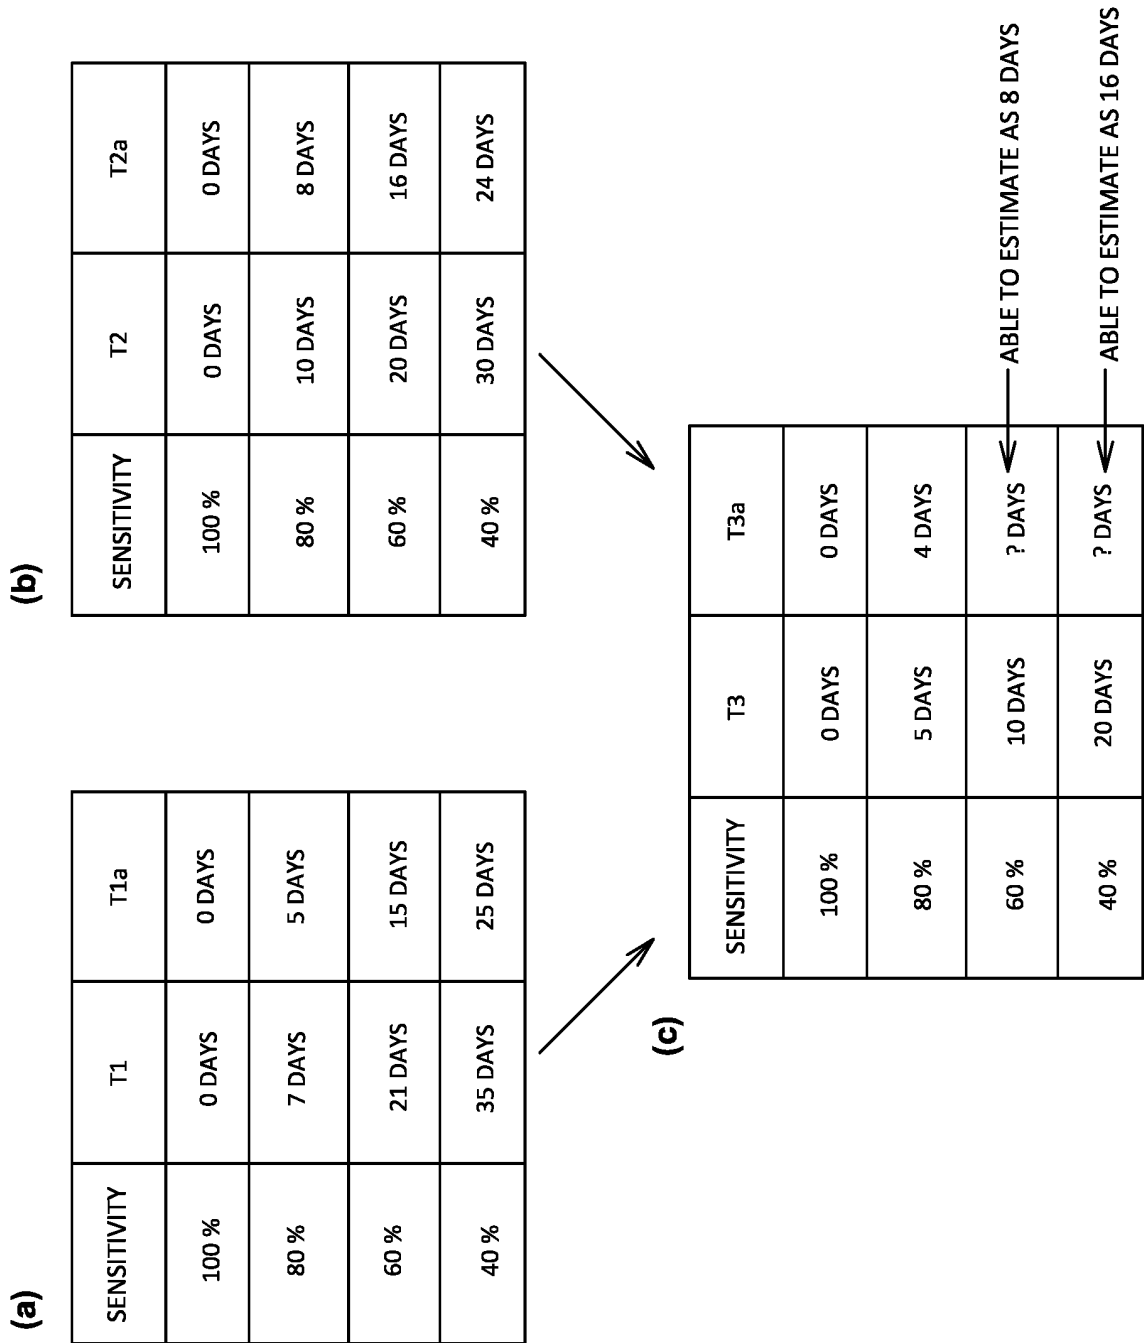 (a)
SENSITIVITY T1 T1a
100 % 0 DAYS 0 DAYS
80 % 7 DAYS 5 DAYS
60 % 21 DAYS 15 DAYS
40 % 35 DAYS 25 DAYS
(b)
SENSITIVITY T2 T2a
100 % 0 DAYS 0 DAYS
80 % 10 DAYS 8 DAYS
60 % 20 DAYS 16 DAYS
40 % 30 DAYS 24 DAYS
(c)
SENSITIVITY T3 T3a
100 % 0 DAYS 0 DAYS
80 % 5 DAYS 4 DAYS
60 % 10 DAYS ? DAYS ABLE TO ESTIMATE AS 8 DAYS
40 % 20 DAYS ? DAYS ABLE TO ESTIMATE AS 16 DAYS